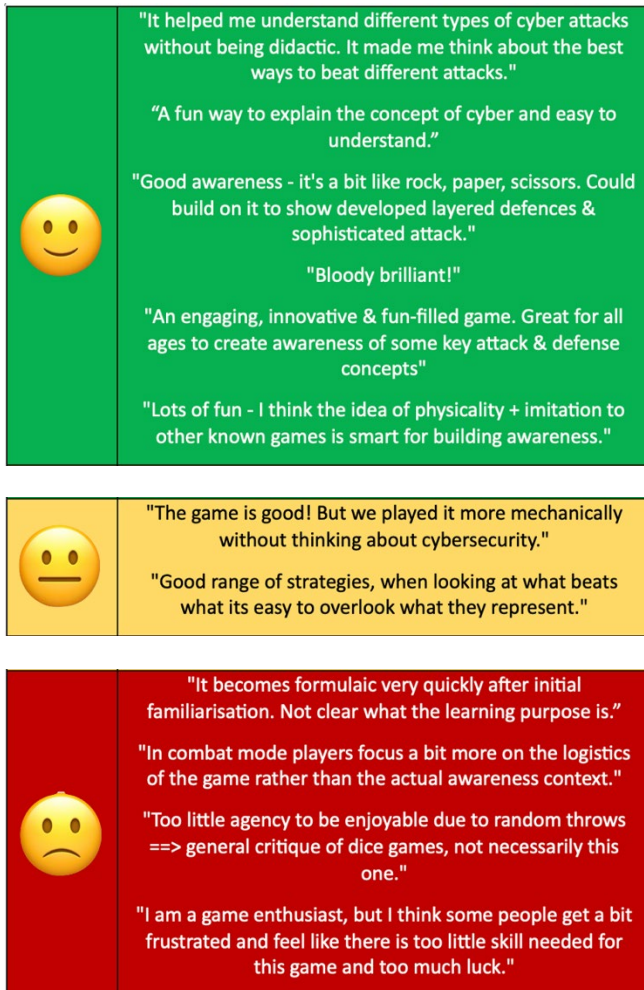 "It helped me understand different types of cyber attacks
without being didactic. It made me think about the best
ways to beat different attacks."
“A fun way to explain the concept of cyber and easy to
understand.”
"Good awareness - it's a bit like rock, paper, scissors. Could
build on it to show developed layered defences &
sophisticated attack."
"Bloody brilliant!"
"An engaging, innovative & fun-filled game. Great for all
ages to create awareness of some key attack & defense
concepts"
"Lots of fun - I think the idea of physicality + imitation to
other known games is smart for building awareness."
"The game is good! But we played it more mechanically
without thinking about cybersecurity."
"Good range of strategies, when looking at what beats
what its easy to overlook what they represent."
"It becomes formulaic very quickly after initial
familiarisation. Not clear what the learning purpose is.”
"In combat mode players focus a bit more on the logistics
of the game rather than the actual awareness context."
"Too little agency to be enjoyable due to random throws
==> general critique of dice games, not necessarily this
one."
"I am a game enthusiast, but I think some people get a bit
frustrated and feel like there is too little skill needed for
this game and too much luck."